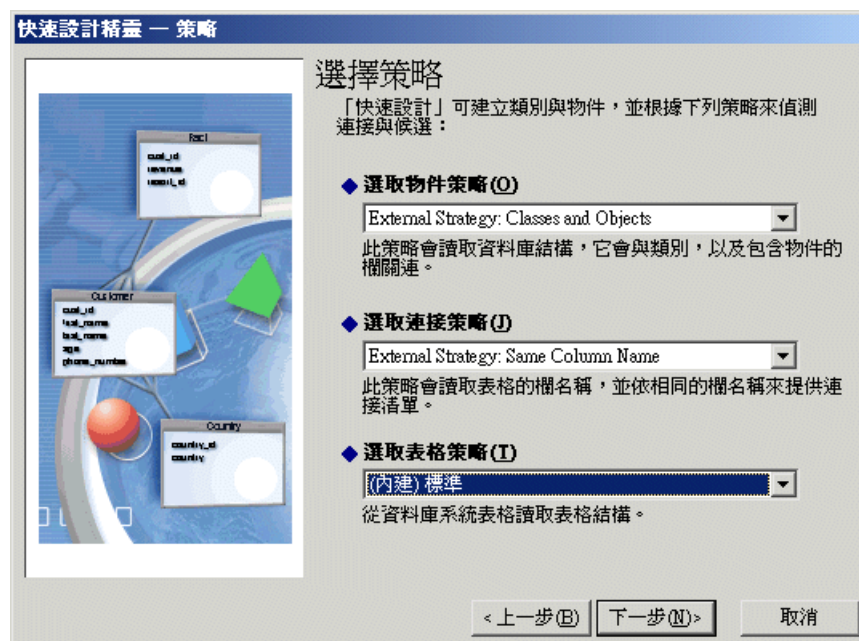 快速設計精靈 — 策略
選擇策略
「快速設計」可建立類別與物件，並根據下列策略來偵測
連接與候選：
選取物件策略(O)
External Strategy: Classes and Objects
此策略會讀取資料庫結構，它會與類別，以及包含物件的
欄關連。
選取連接策略(J)
External Strategy: Same Column Name
此策略會讀取表格的欄名稱，並依相同的欄名稱來提供連
接清單。
選取表格策略(T)
(內建) 標準
從資料庫系統表格讀取表格結構。
cust_id
revenue
Customer
cust_id
last_name
age
phone_number
Country
country_id
country
<上一步(B)
下一步(N)>
取消